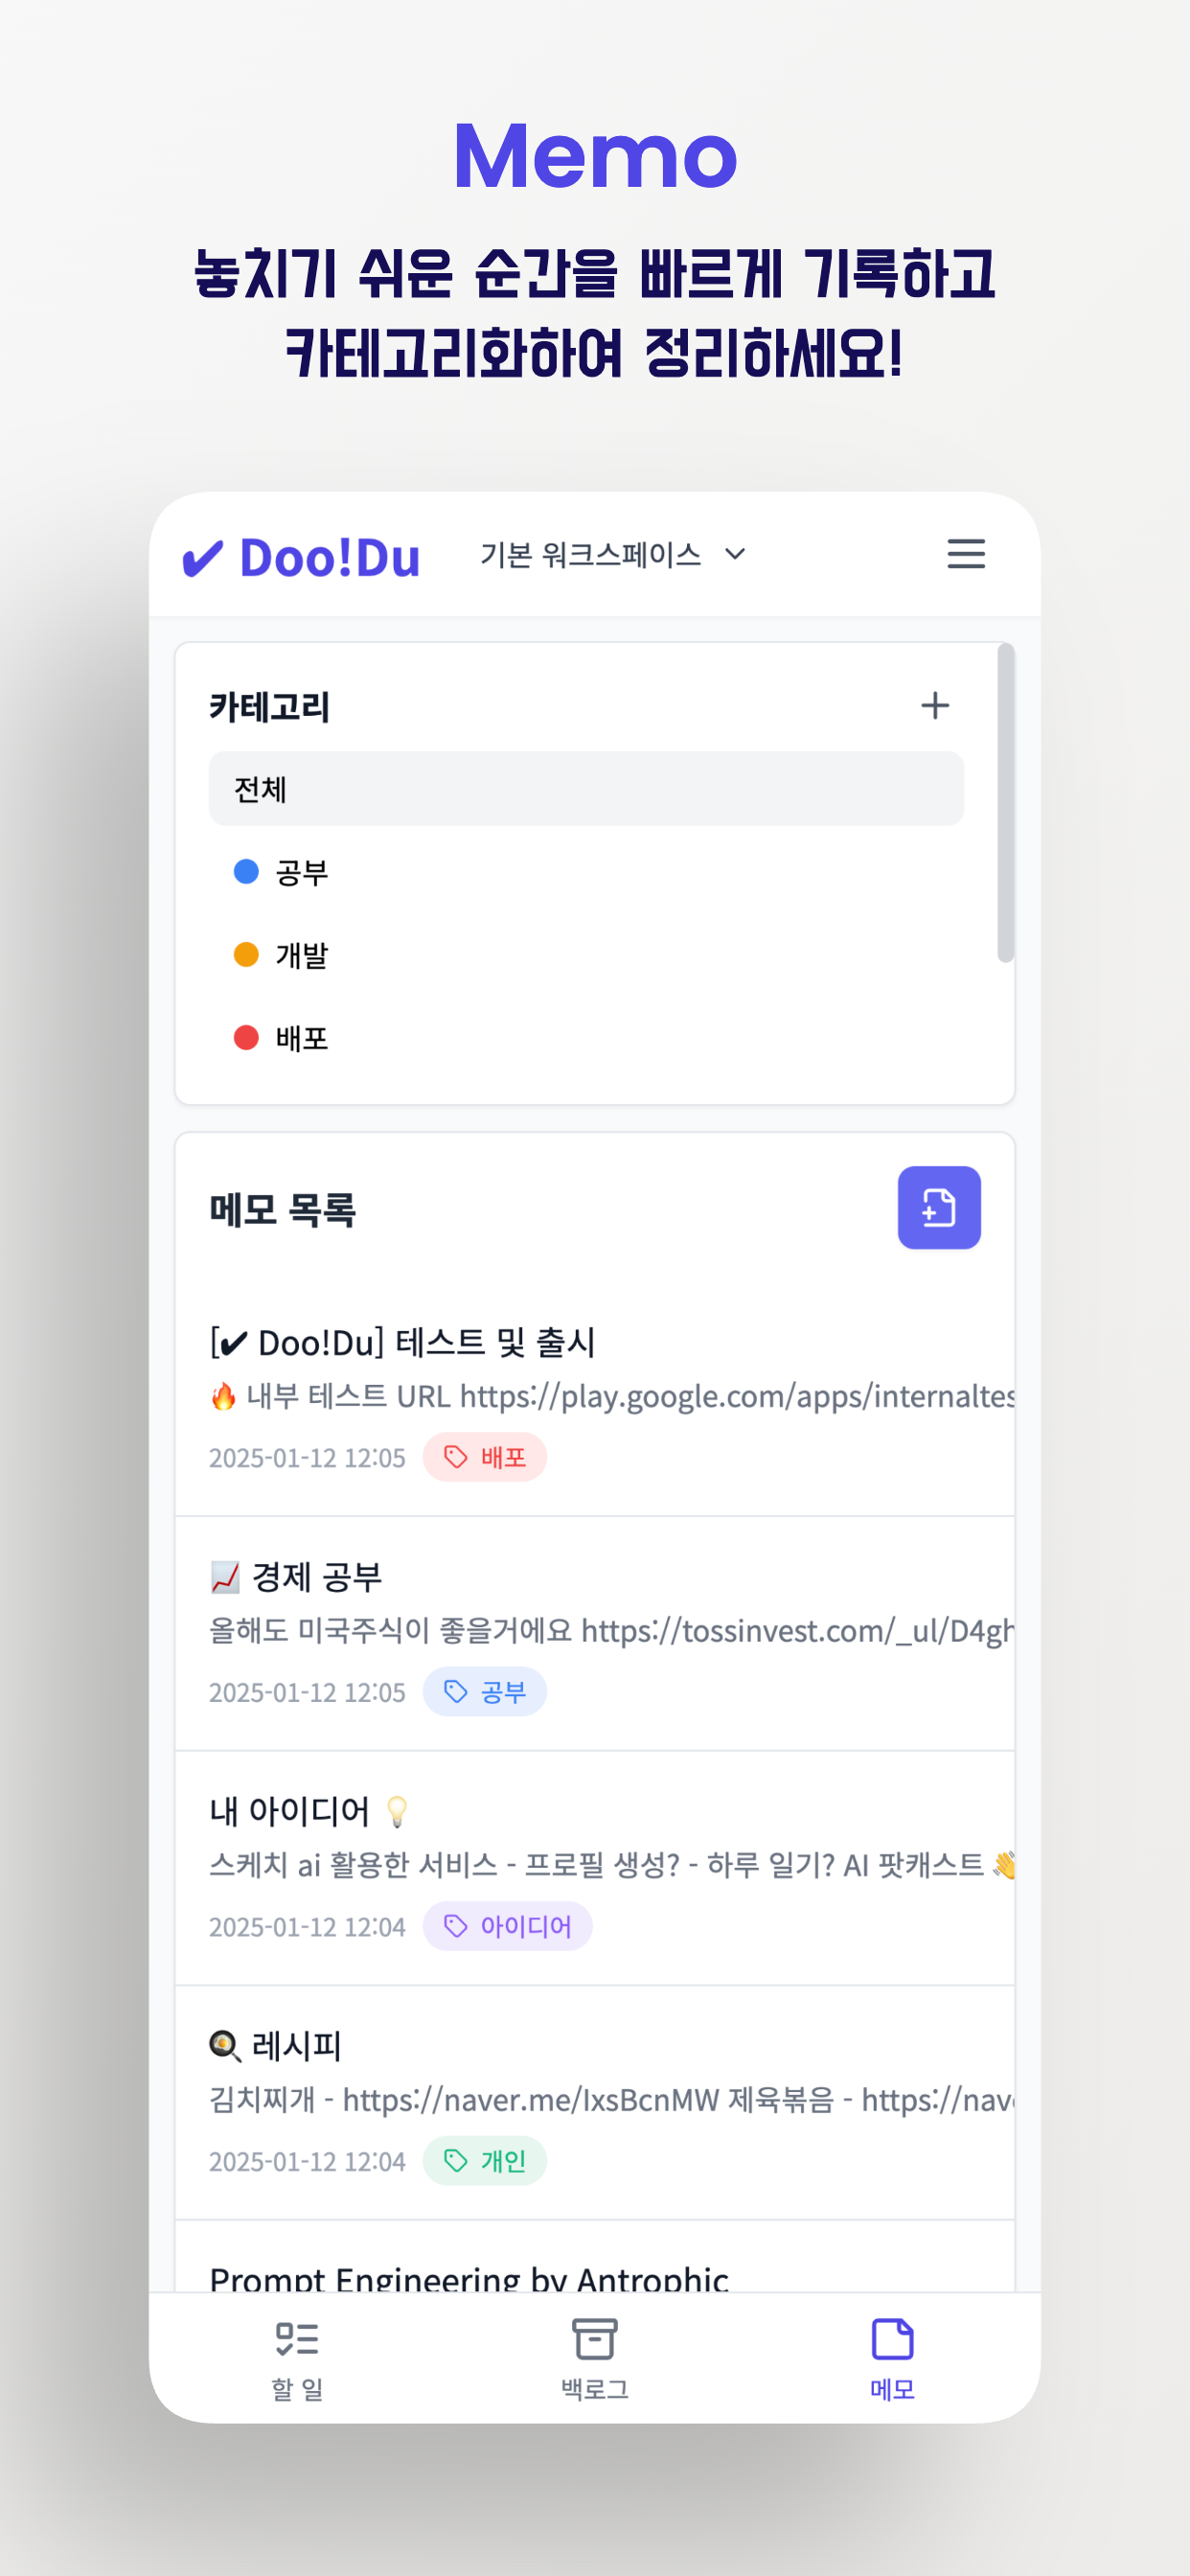 Memo
놓치기 쉬운 순간을 빠르게 기록하고
카테고리화하여 정리하세요!
✔ Doo!Du 기본 워크스페이스
카테고리
전체
공부
개발
배포
메모 목록
[✔ Doo!Du] 테스트 및 출시
🔥 내부 테스트 URL https://play.google.com/apps/internaltes
2025-01-12 12:05 배포
📈 경제 공부
올해도 미국주식이 좋을거에요 https://tossinvest.com/_ul/D4gh
2025-01-12 12:05 공부
내 아이디어 💡
스케치 ai 활용한 서비스 - 프로필 생성? - 하루 일기? AI 팟캐스트 👋
2025-01-12 12:04 아이디어
🍳 레시피
김치찌개 - https://naver.me/IxsBcnMW 제육볶음 - https://nav
2025-01-12 12:04 개인
Prompt Engineering by Antrophic
할 일 백로그 메모